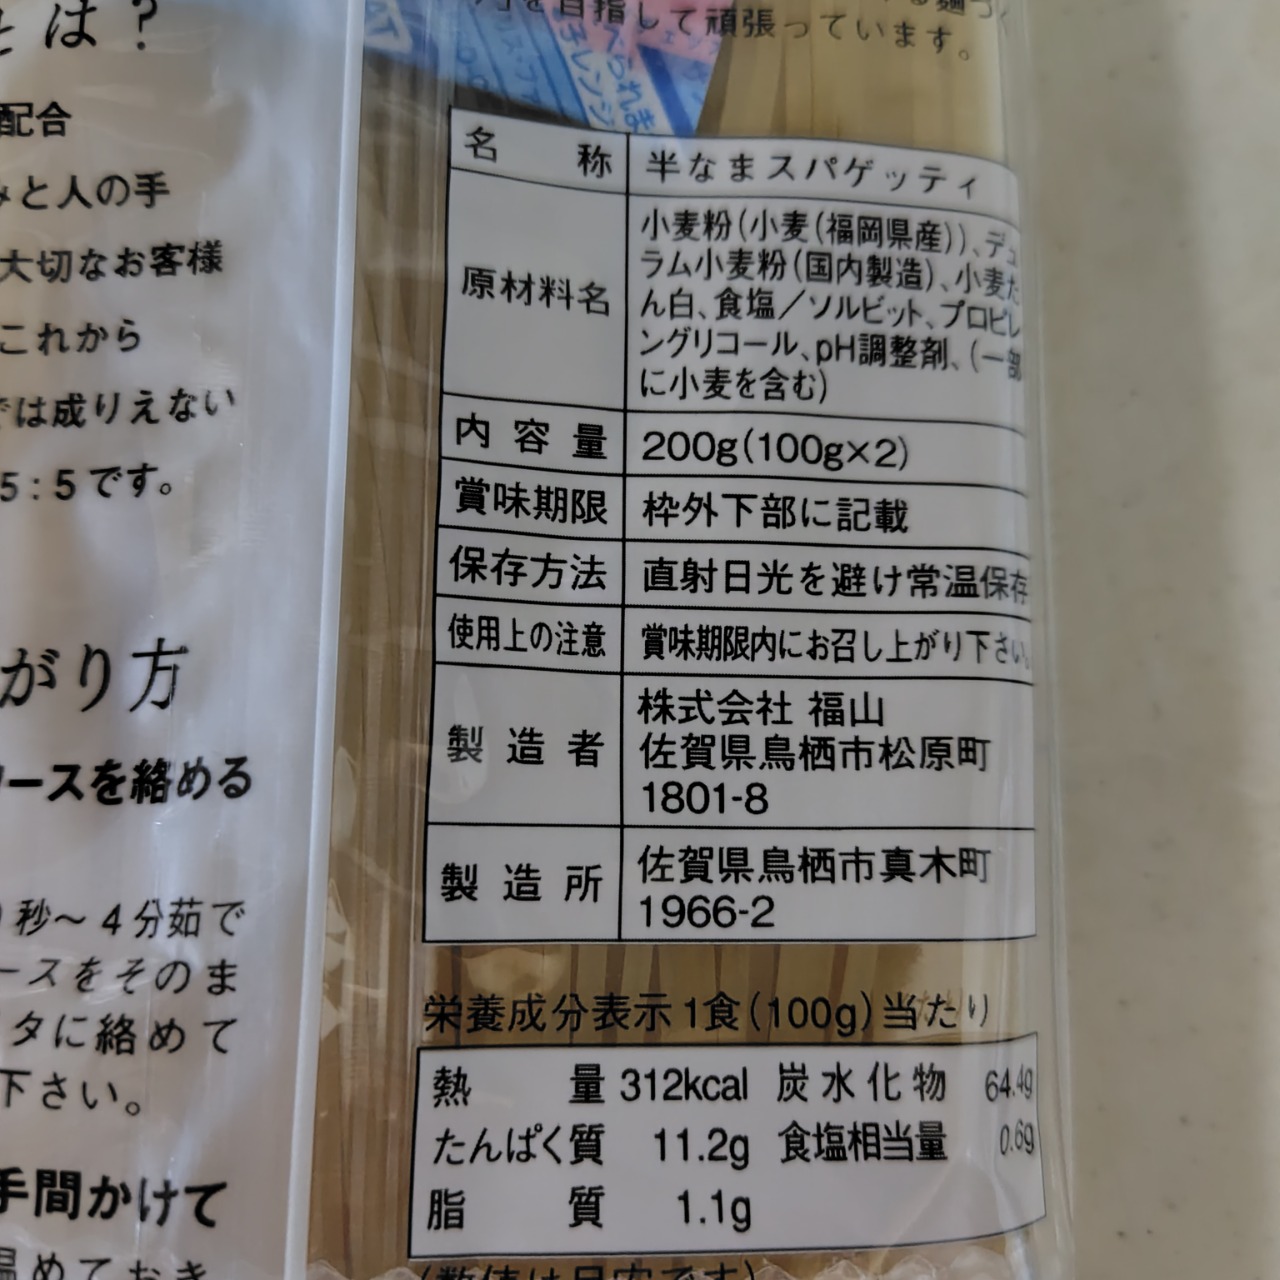 とは？
配合
みと人の手
大切なお客様
これから
では成りえない
5：5です。
がり方
ソースを絡める
秒～4分茹で
ースをそのま
タに絡めて
下さい。
手間かけて
温めておき
を目指して頑張っています。
名称 半なまスパゲッティ
原材料名 小麦粉(小麦(福岡県産))、デュ
ラム小麦粉(国内製造)、小麦た
ん白、食塩／ソルビット、プロピレ
ングリコール、pH調整剤、(一部
に小麦を含む)
内容量 200g(100g×2)
賞味期限 枠外下部に記載
保存方法 直射日光を避け常温保存
使用上の注意 賞味期限内にお召し上がり下さい。
製造者 株式会社 福山
佐賀県鳥栖市松原町
1801-8
製造所 佐賀県鳥栖市真木町
1966-2
栄養成分表示 1食(100g)当たり
熱量 312kcal 炭水化物 64.4g
たんぱく質 11.2g 食塩相当量 0.6g
脂質 1.1g
(数値は目安です)